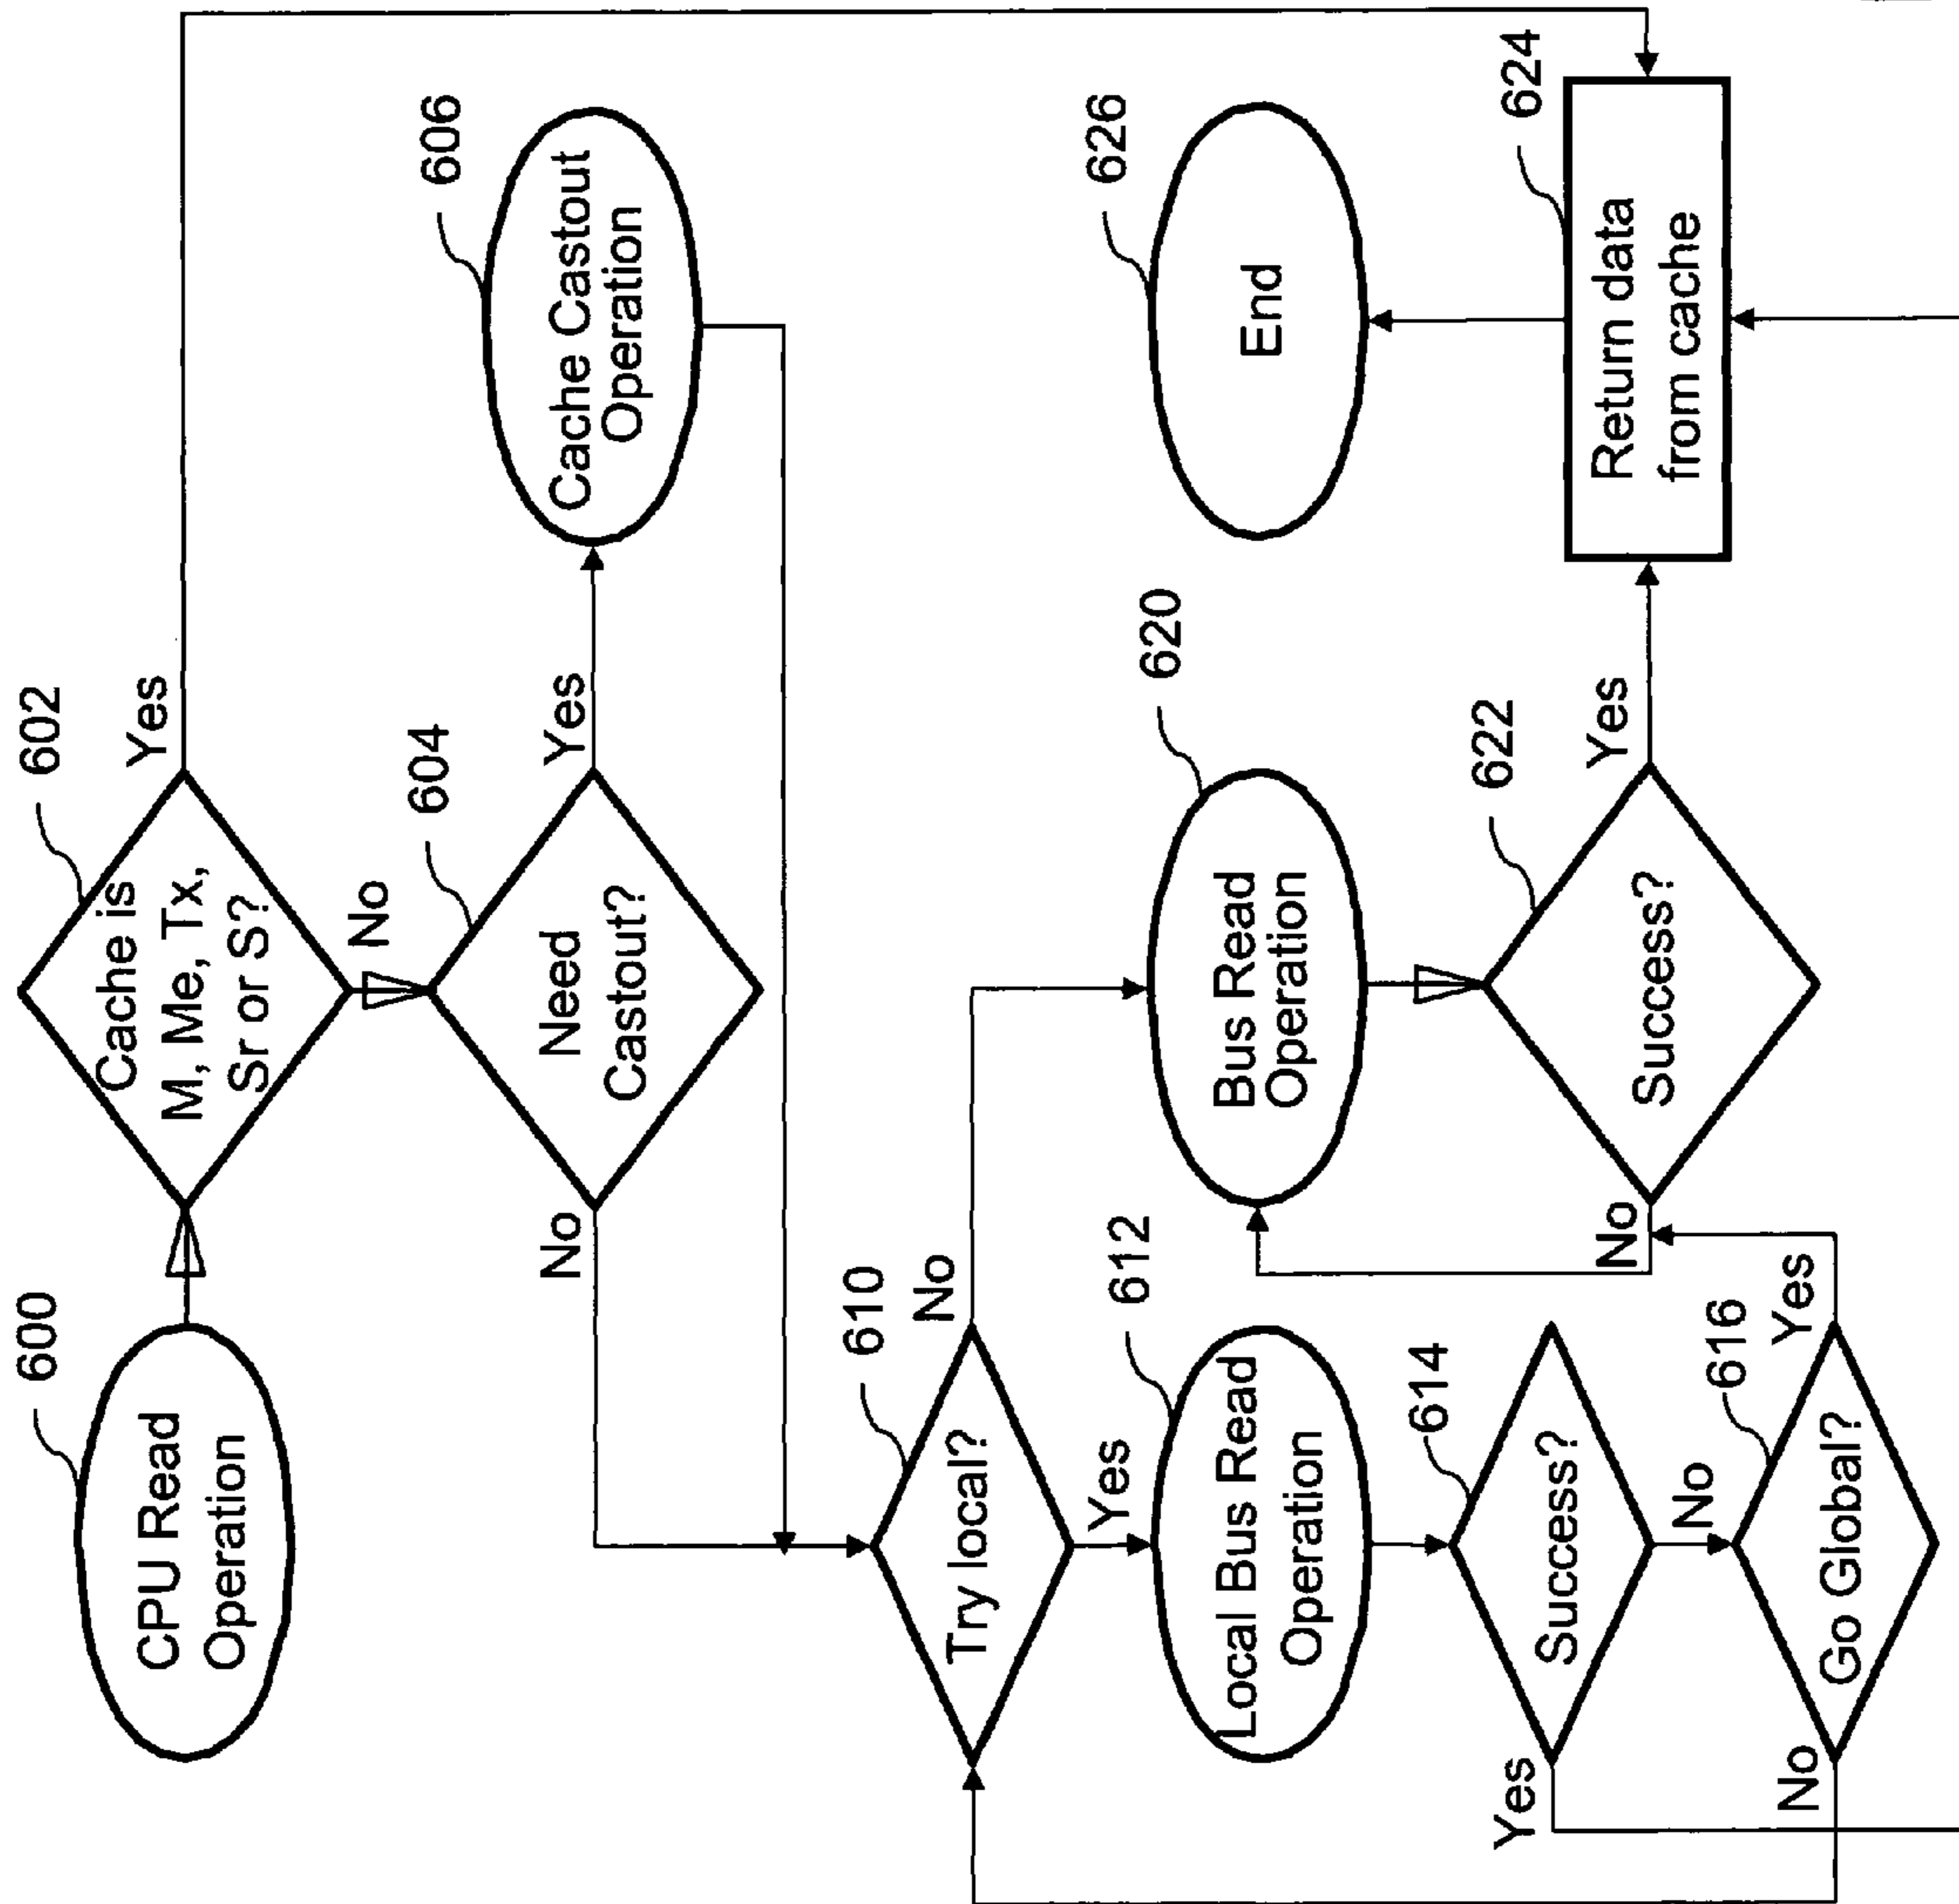 600
CPU Read
Operation
602
Cache is
M, Me, Tx,
Sr or S?
Yes
No
604
Need
Castout?
Yes
No
606
Cache Castout
Operation
610
Try local?
No
Yes
612
Local Bus Read
Operation
614
Success?
Yes
No
616
Go Global?
Yes
No
620
Bus Read
Operation
622
Success?
Yes
No
624
Return data
from cache
626
End